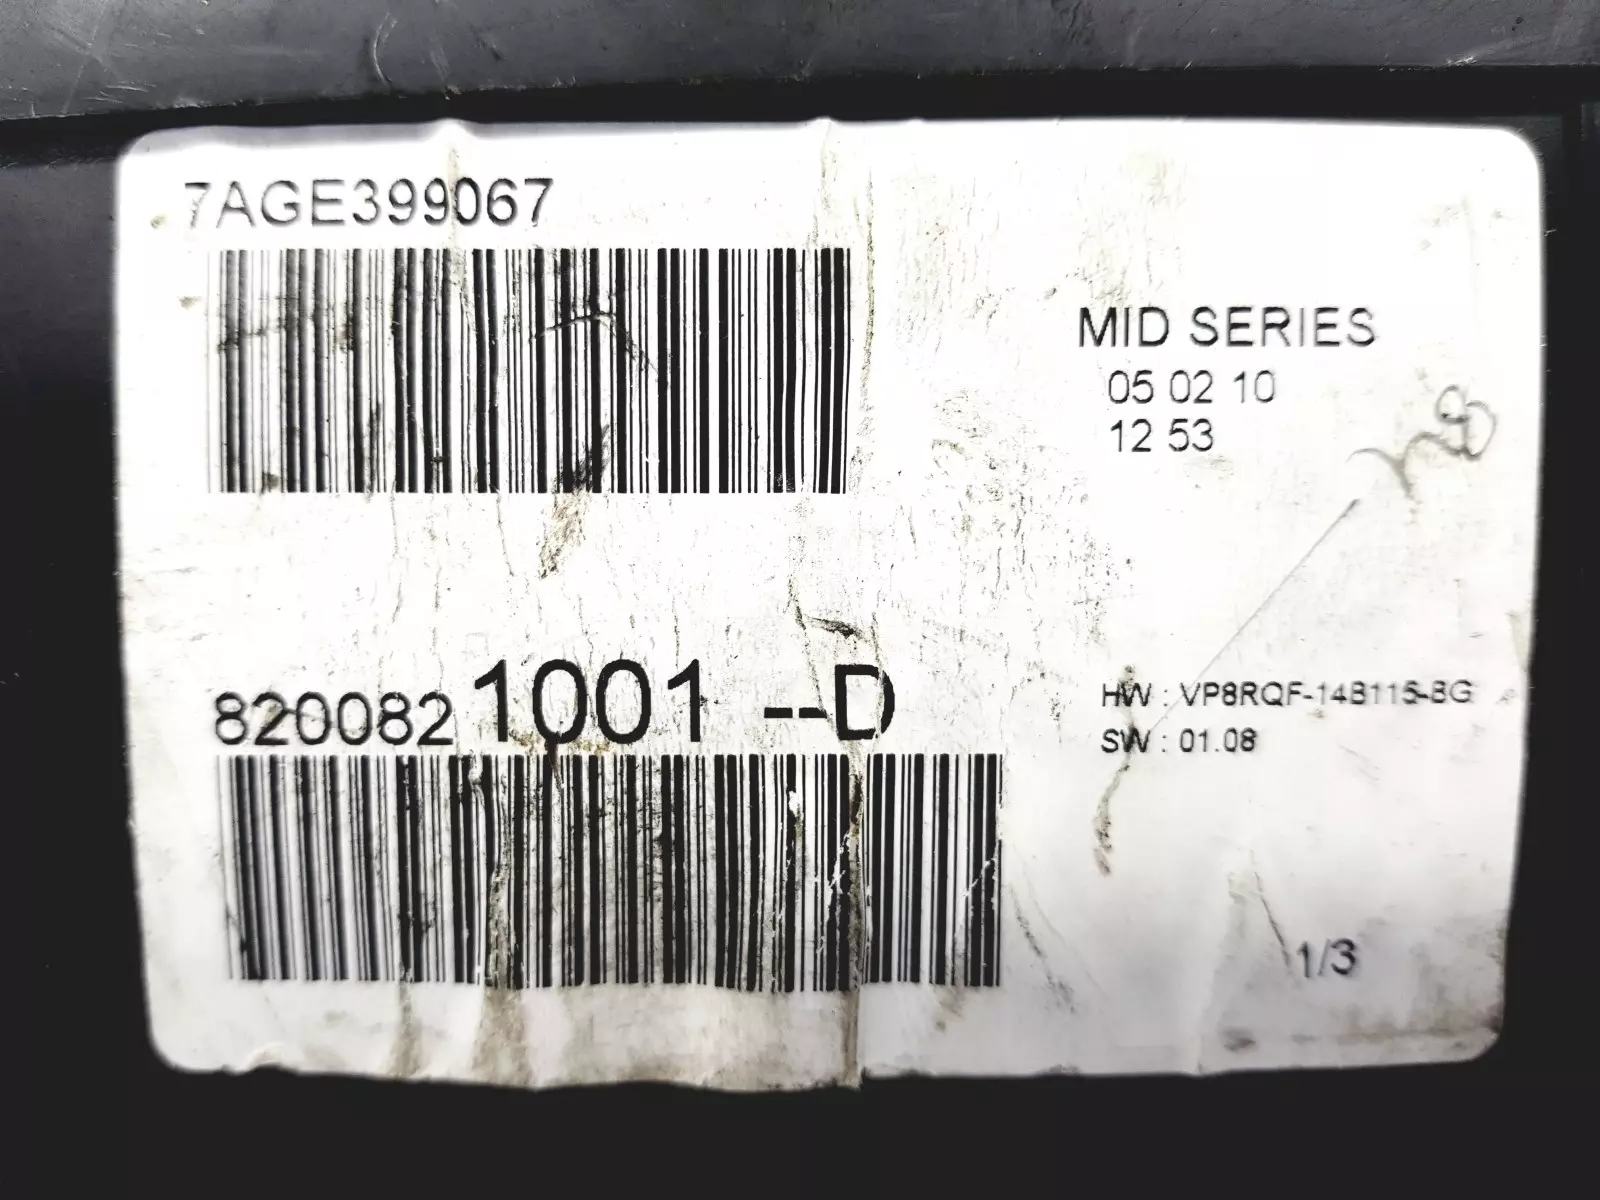 7AGE399067
MID SERIES
05 02 10
12 53
8200821001 --D
HW : VP8RQF-14B115-BG
SW : 01.08
1/3